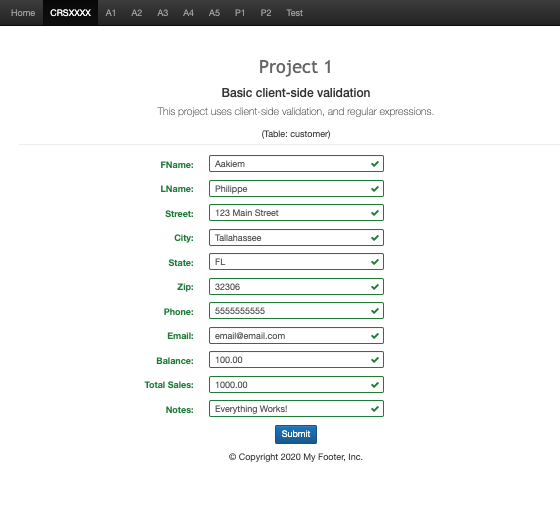 Home CRSXXXX A1 A2 A3 A4 A5 P1 P2 Test
Project 1
Basic client-side validation
This project uses client-side validation, and regular expressions.
(Table: customer)
FName: Aakiem
LName: Philippe
Street: 123 Main Street
City: Tallahassee
State: FL
Zip: 32306
Phone: 5555555555
Email: email@email.com
Balance: 100.00
Total Sales: 1000.00
Notes: Everything Works!
Submit
© Copyright 2020 My Footer, Inc.